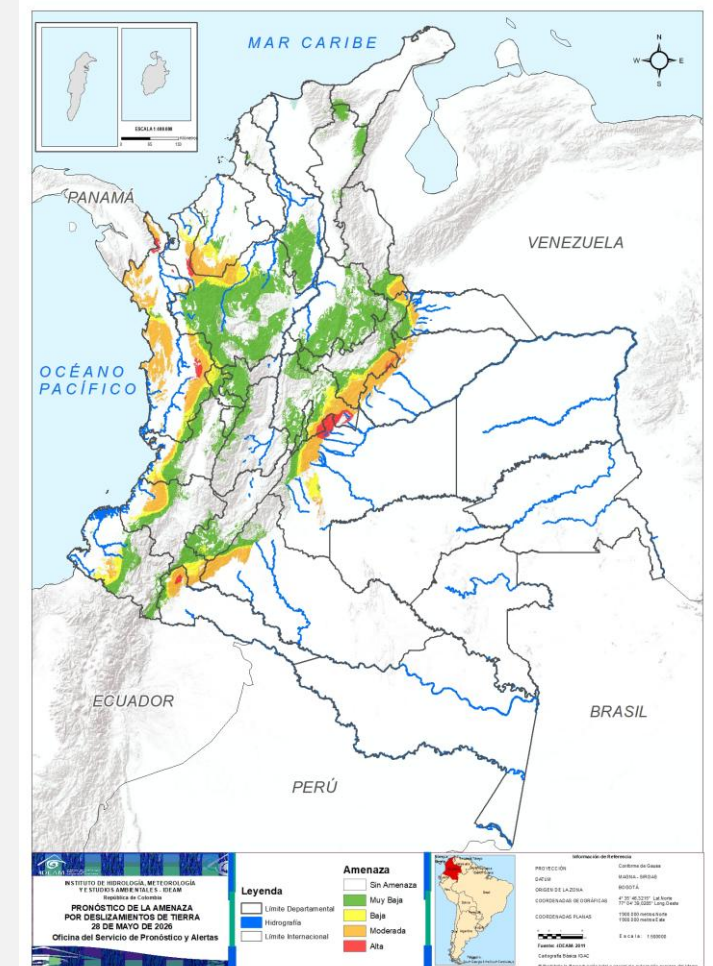 MAR CARIBE
N
W
E
S
ESCALA 1:400.000
PANAMÁ
VENEZUELA
OCÉANO
PACÍFICO
ECUADOR
BRASIL
PERÚ
INSTITUTO DE HIDROLOGÍA, METEOROLOGÍA
Y ESTUDIOS AMBIENTALES - IDEAM
República de Colombia
PRONÓSTICO DE LA AMENAZA
POR DESLIZAMIENTOS DE TIERRA
28 DE MAYO DE 2026
Oficina del Servicio de Pronóstico y Alertas
Leyenda
Límite Departamental
Hidrografía
Límite Internacional
Amenaza
Sin Amenaza
Muy Baja
Baja
Moderada
Alta
Información de Referencia
PROYECCIÓN Conforme de Gauss
DATUM MAGNA - SIRGAS
ORIGEN DE LA ZONA BOGOTÁ
COORDENADAS GEOGRÁFICAS
COORDENADAS PLANAS
Fuente: IDEAM 2011
Cartografía Básica IGAC